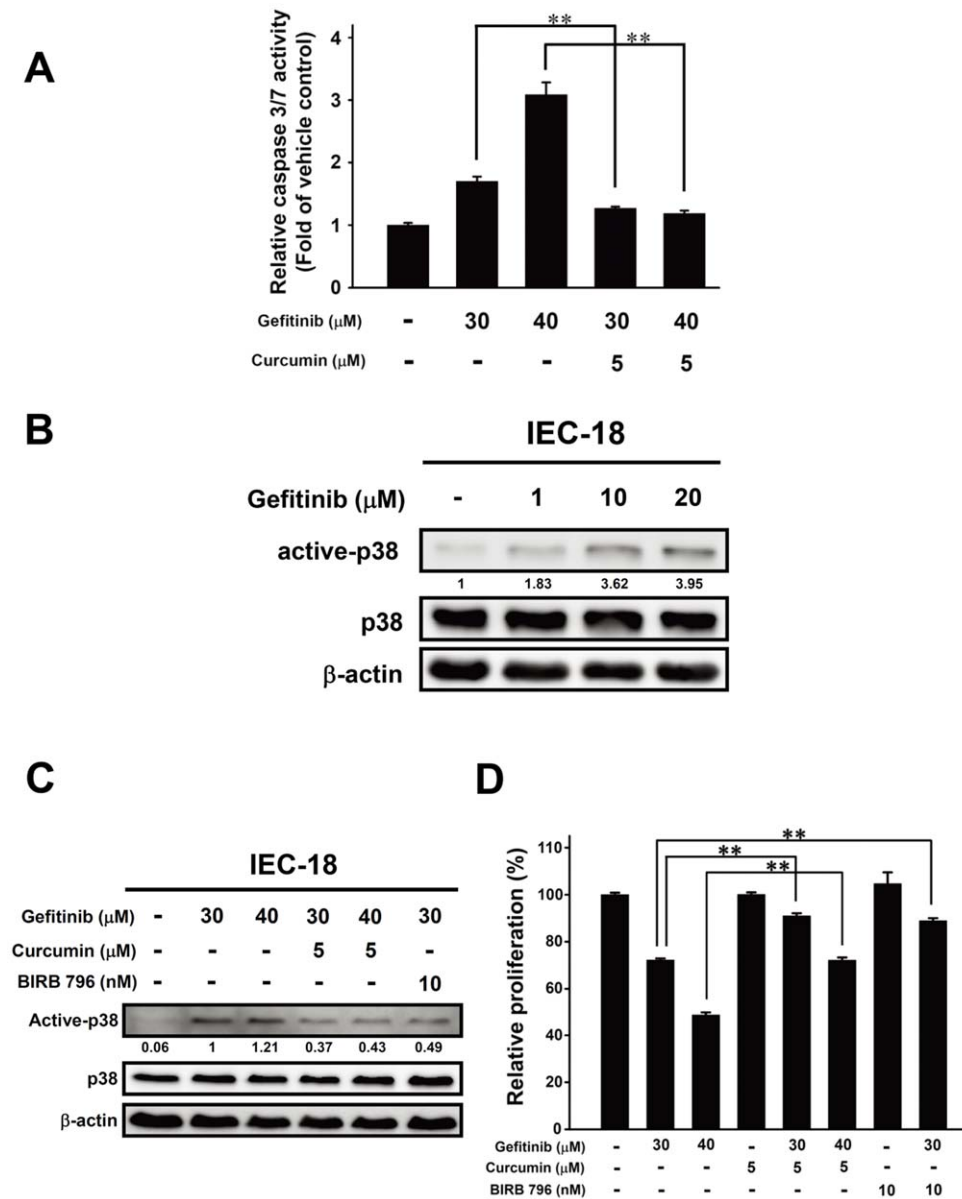 A
Relative caspase 3/7 activity
(Fold of vehicle control)
4
3
2
1
0
** **
Gefitinib (μM) - 30 40 30 40
Curcumin (μM) - - - 5 5
B
IEC-18
Gefitinib (μM) - 1 10 20
active-p38
1 1.83 3.62 3.95
p38
β-actin
C
IEC-18
Gefitinib (μM) - 30 40 30 40 30
Curcumin (μM) - - - 5 5 -
BIRB 796 (nM) - - - - - 10
Active-p38
0.06 1 1.21 0.37 0.43 0.49
p38
β-actin
D
Relative proliferation (%)
110
100
80
60
40
20
0
**
** **
Gefitinib (μM) - 30 40 - 30 40 - 30
Curcumin (μM) - - - 5 5 5 - -
BIRB 796 (nM) - - - - - - 10 10